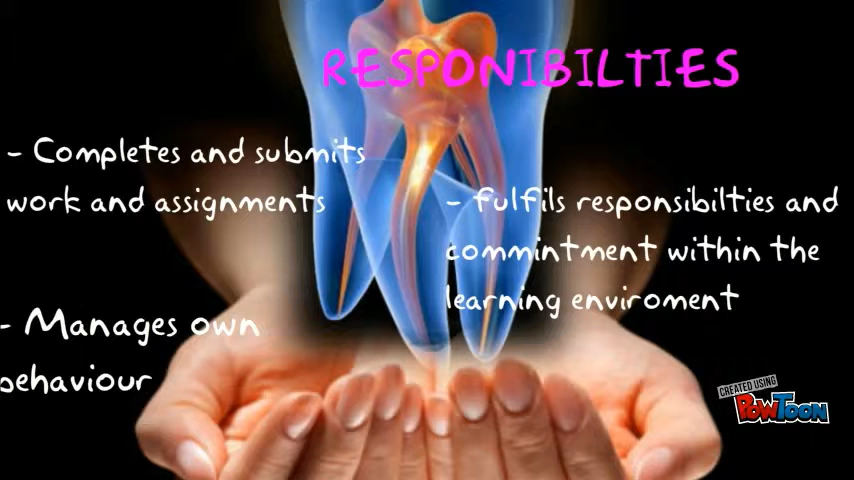 RESPONIBILTIES
- Completes and submits
work and assignments
- fulfils responsibilties and
commintment within the
learning enviroment
- Manages own
behaviour
CREATED USING
POWTOON